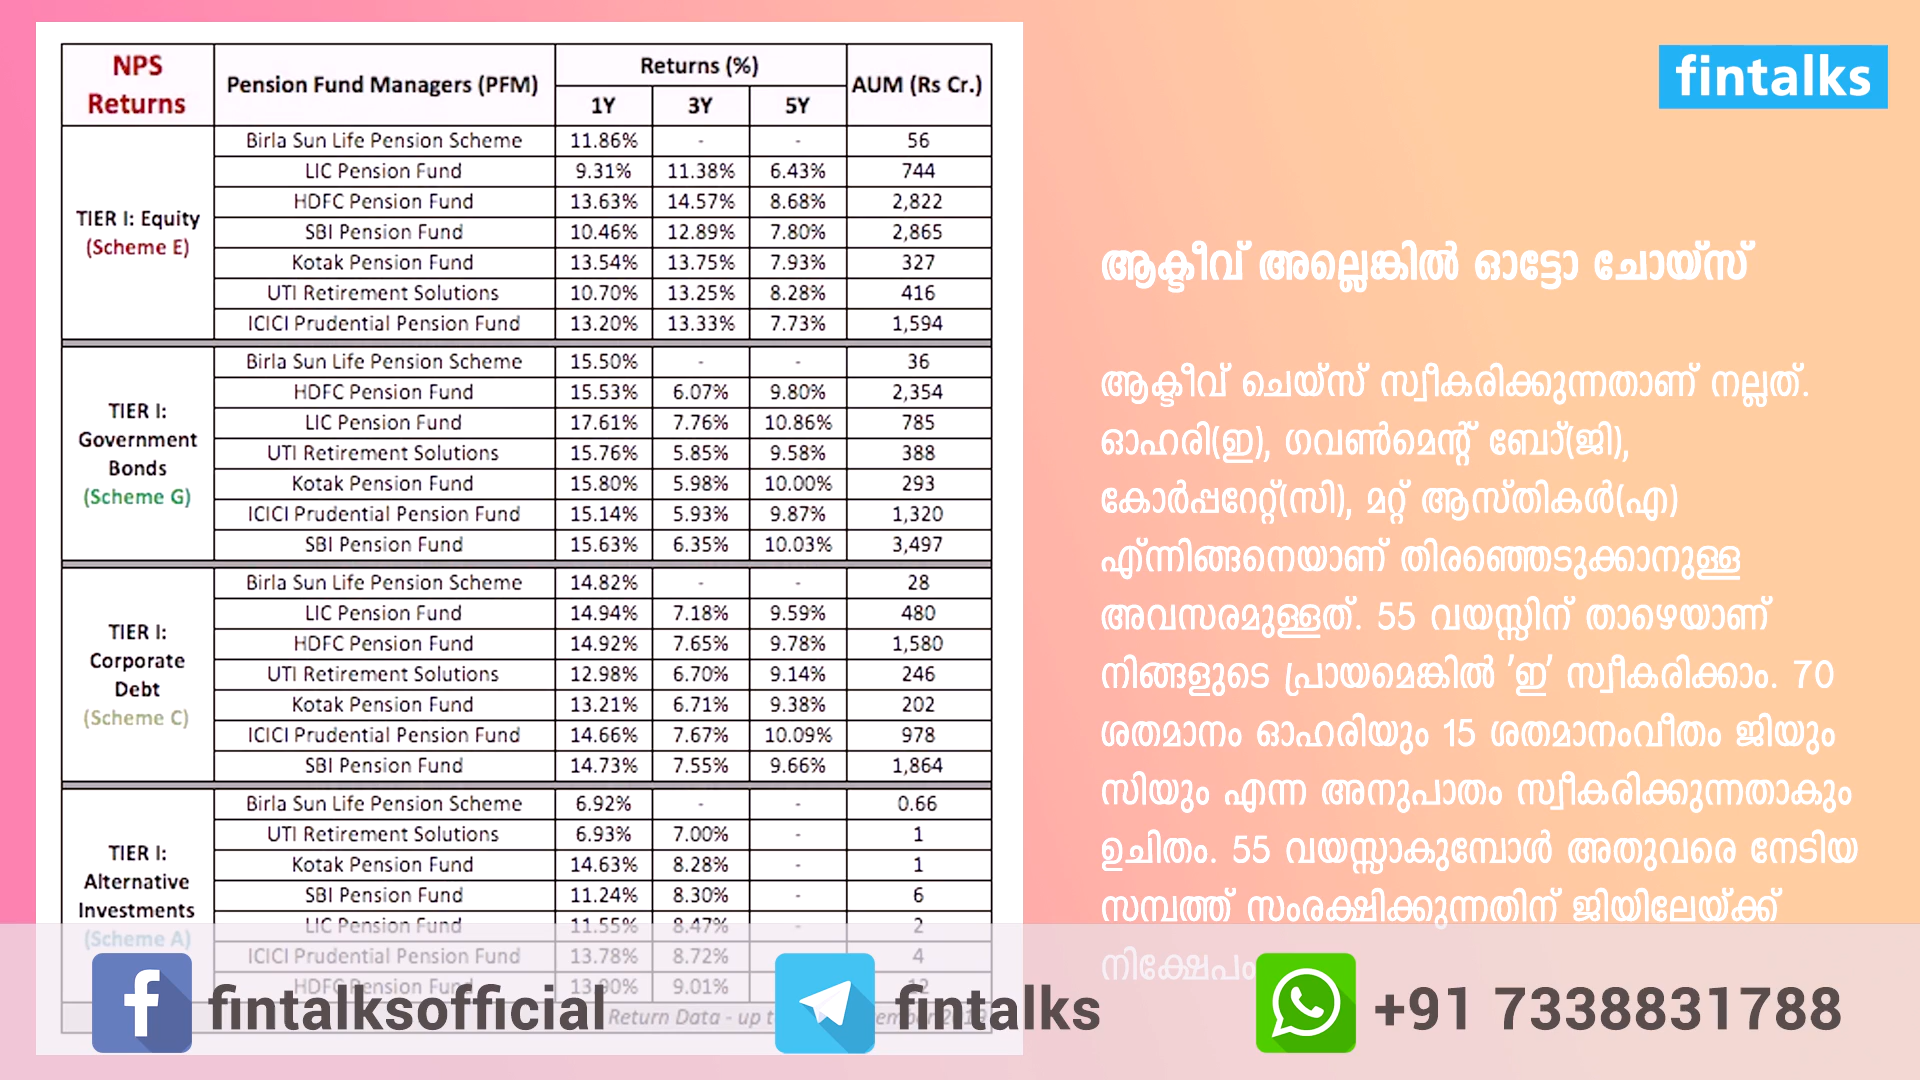 NPS Returns Pension Fund Managers (PFM) Returns (%) AUM (Rs Cr.)
1Y 3Y 5Y
TIER I: Equity (Scheme E)
Birla Sun Life Pension Scheme 11.86% - - 56
LIC Pension Fund 9.31% 11.38% 6.43% 744
HDFC Pension Fund 13.63% 14.57% 8.68% 2,822
SBI Pension Fund 10.46% 12.89% 7.80% 2,865
Kotak Pension Fund 13.54% 13.75% 7.93% 327
UTI Retirement Solutions 10.70% 13.25% 8.28% 416
ICICI Prudential Pension Fund 13.20% 13.33% 7.73% 1,594
TIER I: Government Bonds (Scheme G)
Birla Sun Life Pension Scheme 15.50% - - 36
HDFC Pension Fund 15.53% 6.07% 9.80% 2,354
LIC Pension Fund 17.61% 7.76% 10.86% 785
UTI Retirement Solutions 15.76% 5.85% 9.58% 388
Kotak Pension Fund 15.80% 5.98% 10.00% 293
ICICI Prudential Pension Fund 15.14% 5.93% 9.87% 1,320
SBI Pension Fund 15.63% 6.35% 10.03% 3,497
TIER I: Corporate Debt (Scheme C)
Birla Sun Life Pension Scheme 14.82% - - 28
LIC Pension Fund 14.94% 7.18% 9.59% 480
HDFC Pension Fund 14.92% 7.65% 9.78% 1,580
UTI Retirement Solutions 12.98% 6.70% 9.14% 246
Kotak Pension Fund 13.21% 6.71% 9.38% 202
ICICI Prudential Pension Fund 14.66% 7.67% 10.09% 978
SBI Pension Fund 14.73% 7.55% 9.66% 1,864
TIER I: Alternative Investments (Scheme A)
Birla Sun Life Pension Scheme 6.92% - - 0.66
UTI Retirement Solutions 6.93% 7.00% - 1
Kotak Pension Fund 14.63% 8.28% - 1
SBI Pension Fund 11.24% 8.30% - 6
LIC Pension Fund 11.55% 8.47% - 2
ICICI Prudential Pension Fund 13.78% 8.72% 4
HDFC Pension 9.01%
Return Data - up
fintalks
ആക്ടീവ് അല്ലെങ്കിൽ ഓട്ടോ ചോയ്സ്
ആക്ടീവ് ചെയ്സ് സ്വീകരിക്കുന്നതാണ് നല്ലത്.
ഓഹരി(ഇ), ഗവൺമെന്റ് ബോ്(ജി),
കോർപ്പറേറ്റ്(സി), മറ്റ് ആസ്തികൾ(എ)
എ്ന്നിങ്ങനെയാണ് തിരഞ്ഞെടുക്കാനുള്ള
അവസരമുള്ളത്. 55 വയസ്സിന് താഴെയാണ്
നിങ്ങളുടെ പ്രായമെങ്കിൽ 'ഇ' സ്വീകരിക്കാം. 70
ശതമാനം ഓഹരിയും 15 ശതമാനംവീതം ജിയും
സിയും എന്ന അനുപാതം സ്വീകരിക്കുന്നതാകും
ഉചിതം. 55 വയസ്സാകുമ്പോൾ അതുവരെ നേടിയ
സമ്പത്ത് സംരക്ഷിക്കുന്നതിന് ജിയിലേയ്ക്ക്
നിക്ഷേപം
fintalksofficial
fintalks
+91 7338831788